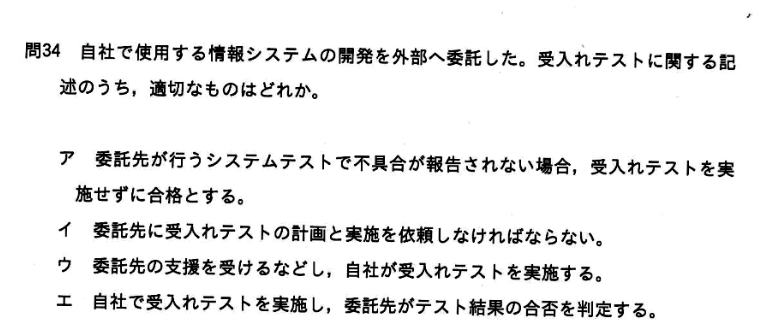 問34 自社で使用する情報システムの開発を外部へ委託した。受入れテストに関する記
述のうち，適切なものはどれか。
ア 委託先が行うシステムテストで不具合が報告されない場合，受入れテストを実
施せずに合格とする。
イ 委託先に受入れテストの計画と実施を依頼しなければならない。
ウ 委託先の支援を受けるなどし，自社が受入れテストを実施する。
エ 自社で受入れテストを実施し，委託先がテスト結果の合否を判定する。